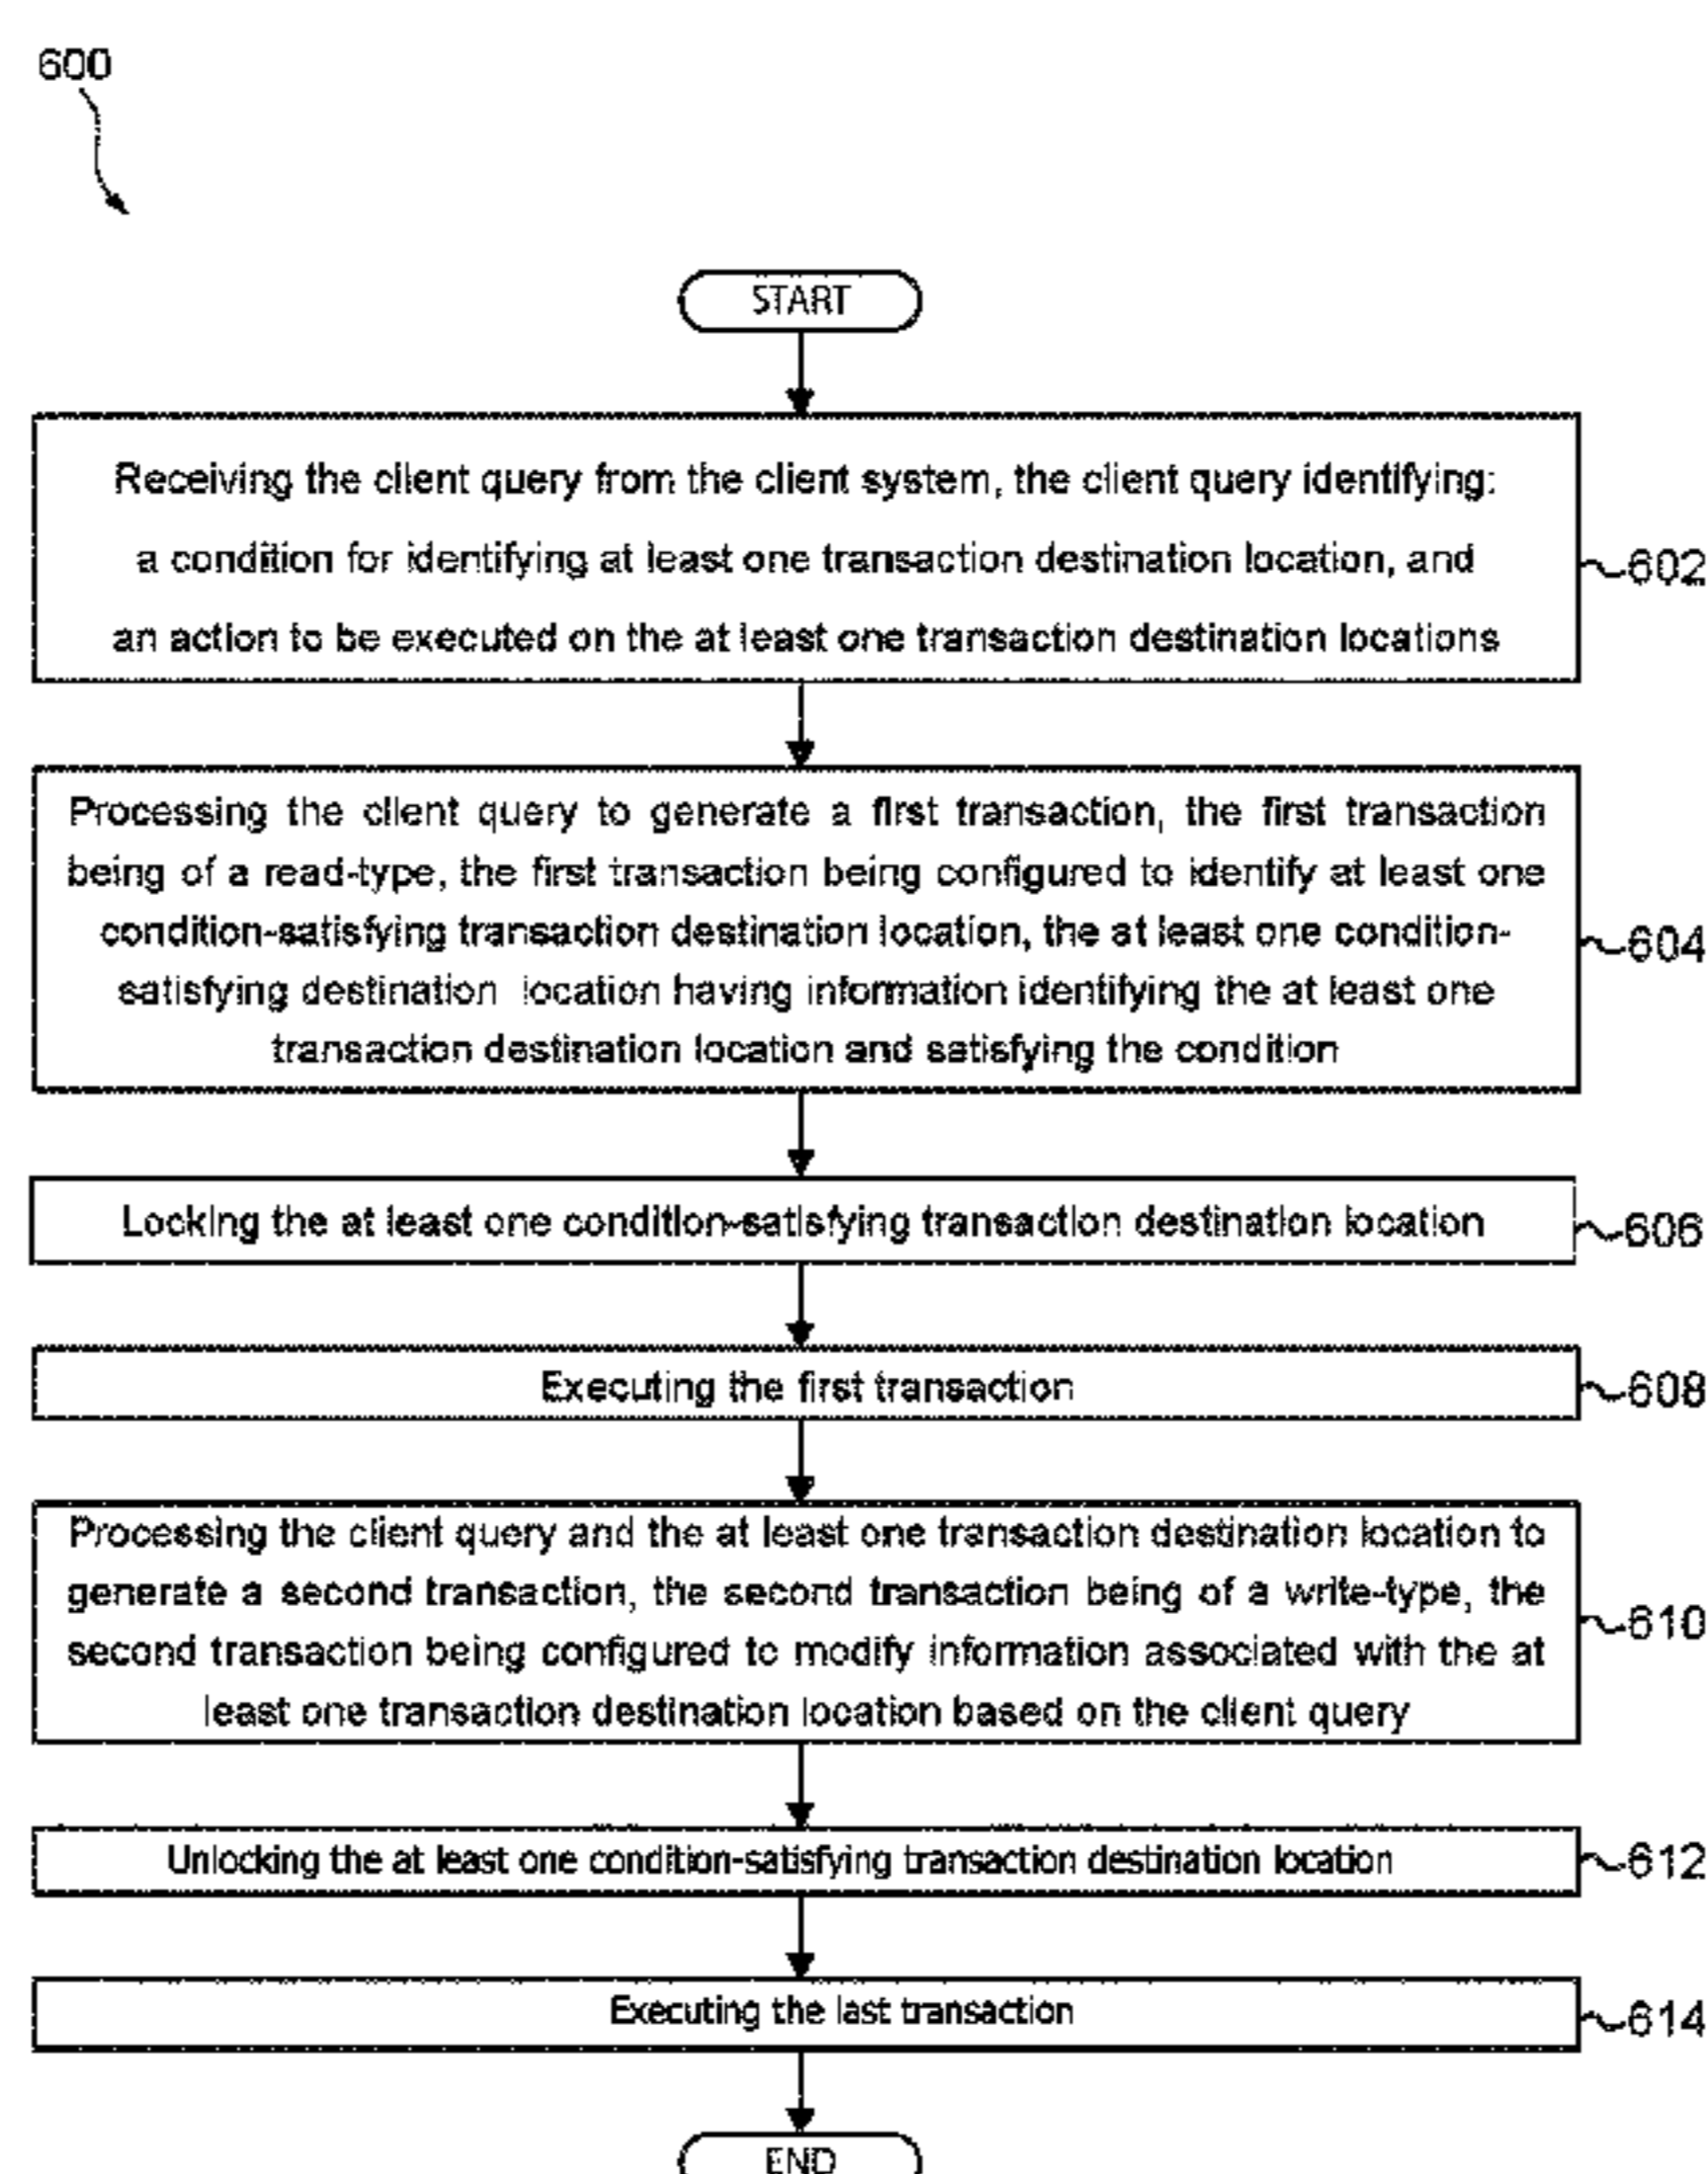 600
START
Receiving the client query from the client system, the client query identifying:
a condition for identifying at least one transaction destination location, and
an action to be executed on the at least one transaction destination locations
602
Processing the client query to generate a first transaction, the first transaction
being of a read-type, the first transaction being configured to identify at least one
condition-satisfying transaction destination location, the at least one condition-
satisfying destination location having information identifying the at least one
transaction destination location and satisfying the condition
604
Locking the at least one condition-satisfying transaction destination location
606
Executing the first transaction
608
Processing the client query and the at least one transaction destination location to
generate a second transaction, the second transaction being of a write-type, the
second transaction being configured to modify information associated with the at
least one transaction destination location based on the client query
610
Unlocking the at least one condition-satisfying transaction destination location
612
Executing the last transaction
614
END